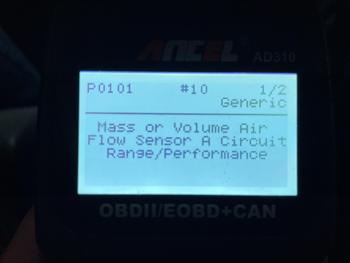 ANCEL
AD310
P0101 #10 1/2
Generic
Mass or Volume Air
Flow Sensor A Circuit
Range/Performance
OBDII/EOBD+CAN